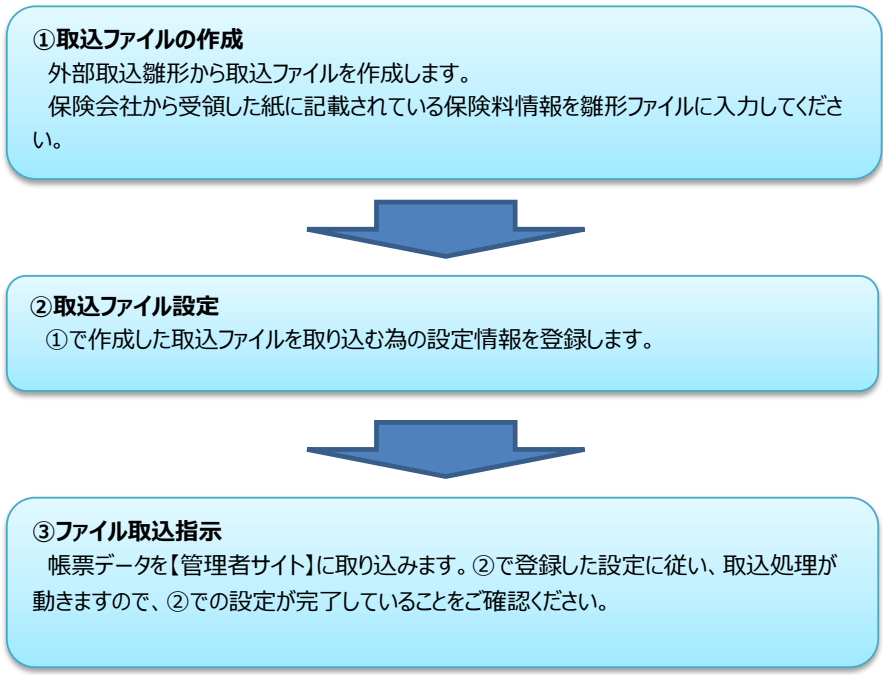 ①取込ファイルの作成
外部取込雛形から取込ファイルを作成します。
保険会社から受領した紙に記載されている保険料情報を雛形ファイルに入力してくださ
い。
②取込ファイル設定
①で作成した取込ファイルを取り込む為の設定情報を登録します。
③ファイル取込指示
帳票データを【管理者サイト】に取り込みます。②で登録した設定に従い、取込処理が
動きますので、②での設定が完了していることをご確認ください。